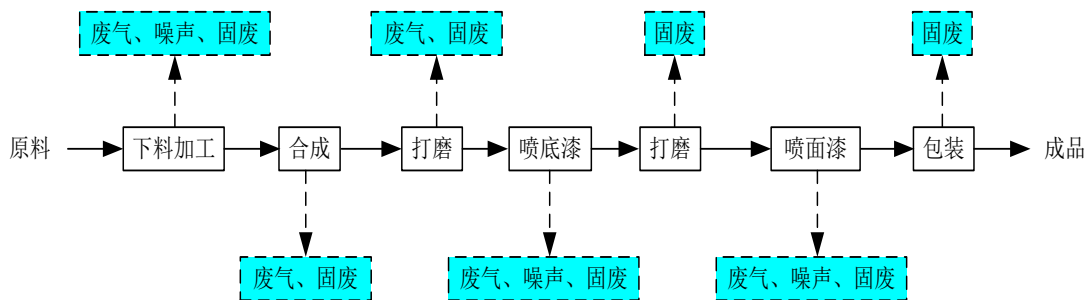 废气、噪声、固废
废气、固废
固废
固废
原料
下料加工
合成
打磨
喷底漆
打磨
喷面漆
包装
成品
废气、固废
废气、噪声、固废
废气、噪声、固废